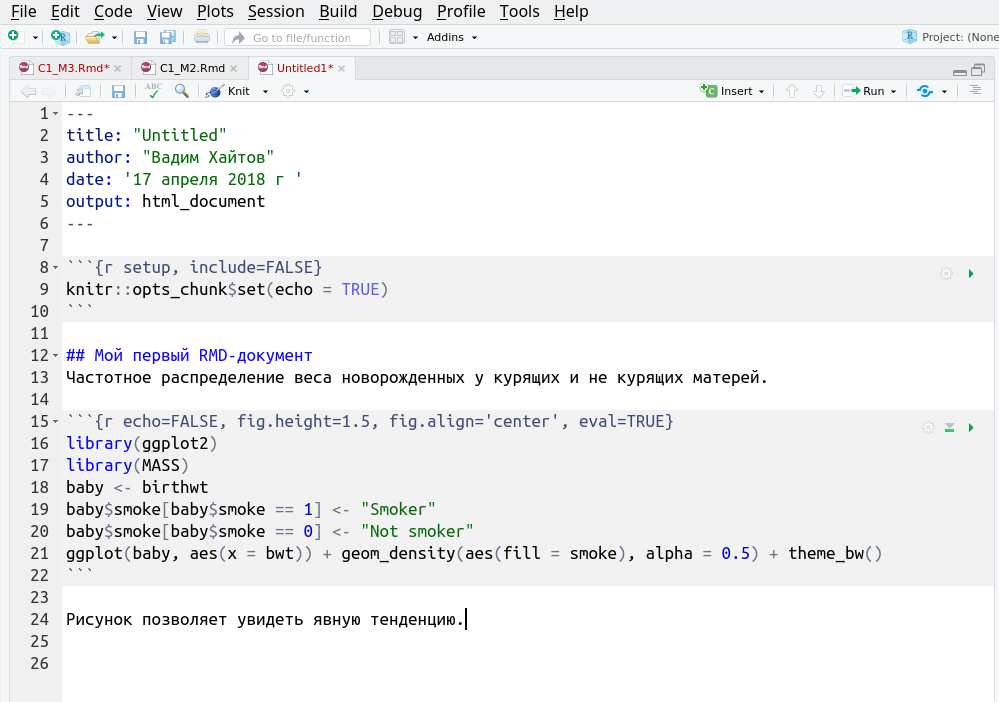 File Edit Code View Plots Session Build Debug Profile Tools Help
Go to file/function Addins Project: (None
C1_M3.Rmd* C1_M2.Rmd Untitled1*
ABC Knit Insert Run
1 ---
2 title: "Untitled"
3 author: "Вадим Хайтов"
4 date: '17 апреля 2018 г '
5 output: html_document
6 ---
7
8 ```{r setup, include=FALSE}
9 knitr::opts_chunk$set(echo = TRUE)
10 ```
11
12 ## Мой первый RMD-документ
13 Частотное распределение веса новорожденных у курящих и не курящих матерей.
14
15 ```{r echo=FALSE, fig.height=1.5, fig.align='center', eval=TRUE}
16 library(ggplot2)
17 library(MASS)
18 baby <- birthwt
19 baby$smoke[baby$smoke == 1] <- "Smoker"
20 baby$smoke[baby$smoke == 0] <- "Not smoker"
21 ggplot(baby, aes(x = bwt)) + geom_density(aes(fill = smoke), alpha = 0.5) + theme_bw()
22 ```
23
24 Рисунок позволяет увидеть явную тенденцию.
25
26